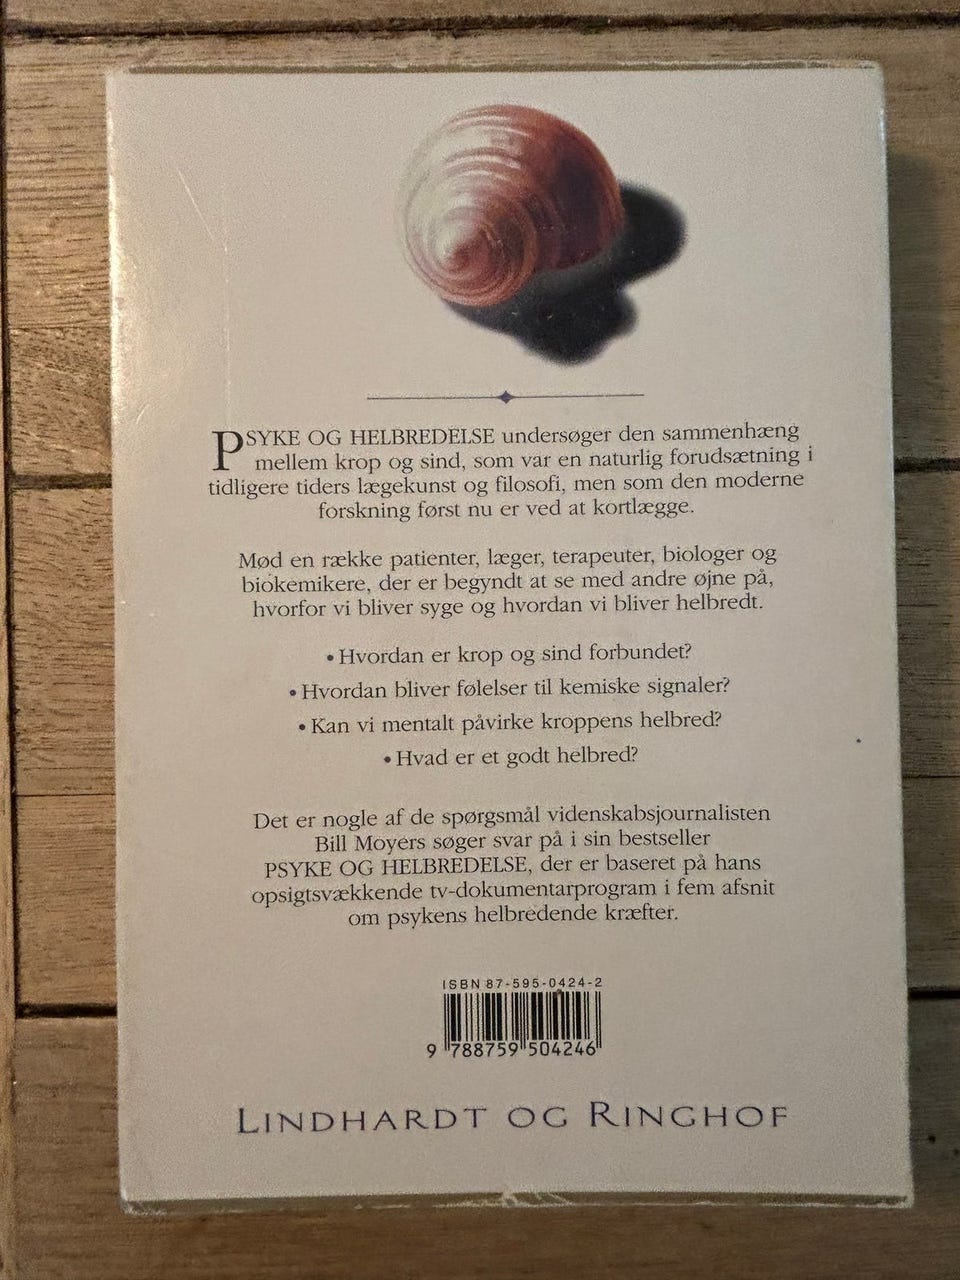 PSYKE OG HELBREDELSE undersøger den sammenhæng
mellem krop og sind, som var en naturlig forudsætning i
tidligere tiders lægekunst og filosofi, men som den moderne
forskning først nu er ved at kortlægge.
Mød en række patienter, læger, terapeuter, biologer og
biokemikere, der er begyndt at se med andre øjne på,
hvorfor vi bliver syge og hvordan vi bliver helbredt.
• Hvordan er krop og sind forbundet?
• Hvordan bliver følelser til kemiske signaler?
• Kan vi mentalt påvirke kroppens helbred?
• Hvad er et godt helbred?
Det er nogle af de spørgsmål videnskabsjournalisten
Bill Moyers søger svar på i sin bestseller
PSYKE OG HELBREDELSE, der er baseret på hans
opsigtsvækkende tv-dokumentarprogram i fem afsnit
om psykens helbredende kræfter.
ISBN 87-595-0424-2
9 788759 504246
LINDHARDT OG RINGHOF